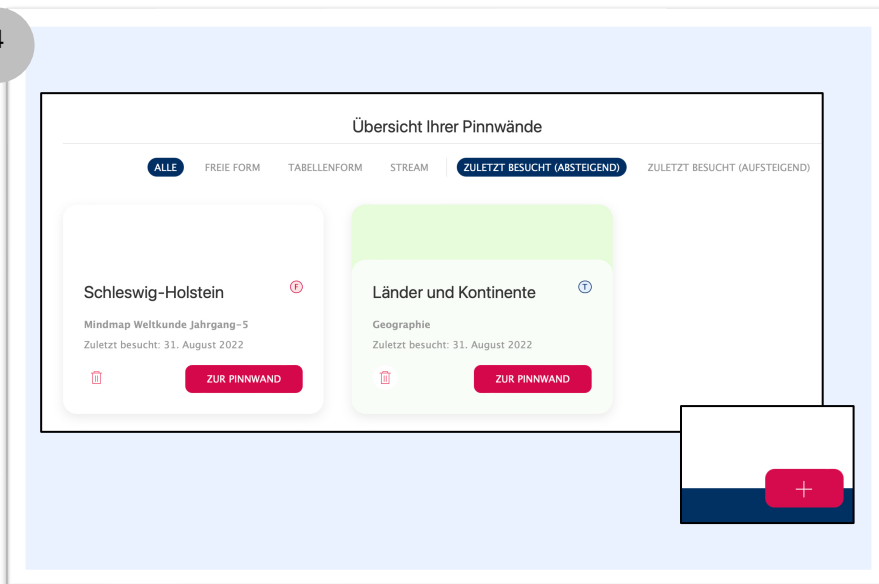 4
Übersicht Ihrer Pinnwände
ALLE FREIE FORM TABELLENFORM STREAM ZULETZT BESUCHT (ABSTEIGEND) ZULETZT BESUCHT (AUFSTEIGEND)
Schleswig-Holstein F
Mindmap Weltkunde Jahrgang-5
Zuletzt besucht: 31. August 2022
ZUR PINNWAND
Länder und Kontinente T
Geographie
Zuletzt besucht: 31. August 2022
ZUR PINNWAND
+